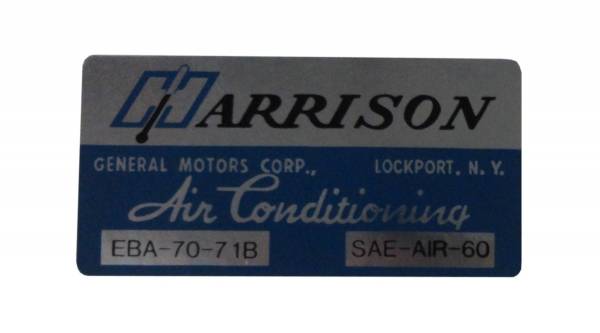 HARRISON
GENERAL MOTORS CORP., LOCKPORT, N. Y.
Air Conditioning
EBA-70-71B SAE-AIR-60